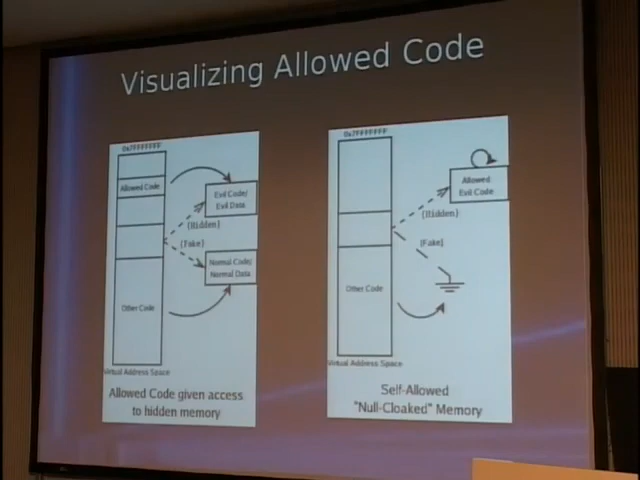 Visualizing Allowed Code
0x7FFFFFFF
Allowed Code
Evil Code/
Evil Data
(Hidden)
(Fake)
Normal Code/
Normal Data
Other Code
Virtual Address Space
Allowed Code given access
to hidden memory
0x7FFFFFFF
Allowed
Evil Code
(Hidden)
(Fake)
Other Code
Virtual Address Space
Self-Allowed
"Null-Cloaked" Memory